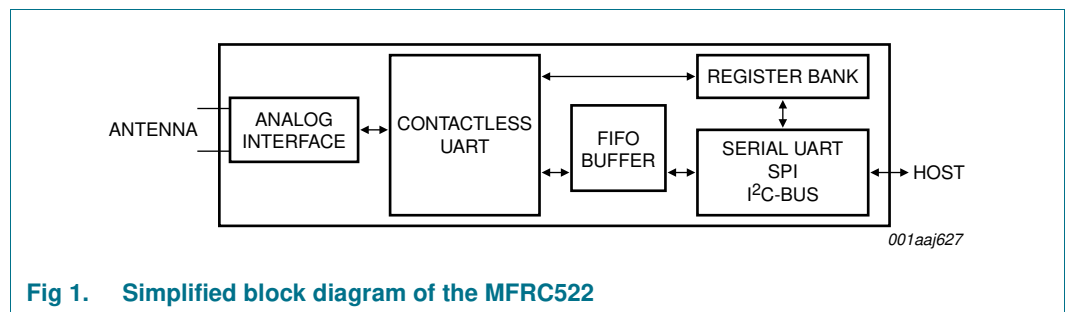 ANTENNA
ANALOG
INTERFACE
CONTACTLESS
UART
FIFO
BUFFER
REGISTER BANK
SERIAL UART
SPI
I²C-BUS
HOST
001aaj627
Fig 1. Simplified block diagram of the MFRC522